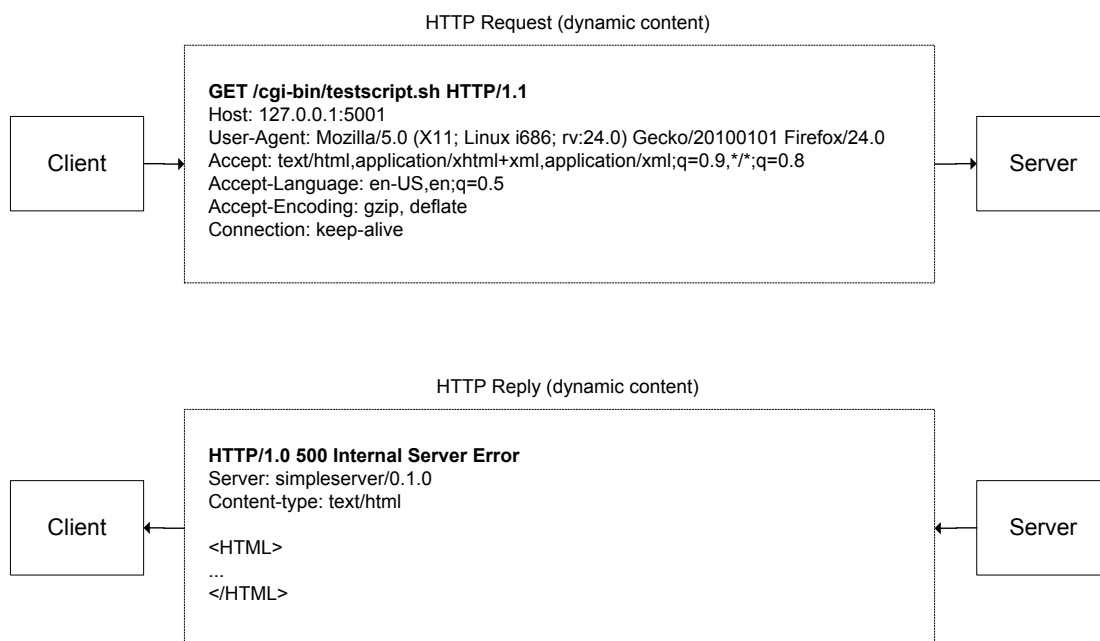 HTTP Request (dynamic content)
Client
GET /cgi-bin/testscript.sh HTTP/1.1
Host: 127.0.0.1:5001
User-Agent: Mozilla/5.0 (X11; Linux i686; rv:24.0) Gecko/20100101 Firefox/24.0
Accept: text/html,application/xhtml+xml,application/xml;q=0.9,*/*;q=0.8
Accept-Language: en-US,en;q=0.5
Accept-Encoding: gzip, deflate
Connection: keep-alive
Server
HTTP Reply (dynamic content)
Client
HTTP/1.0 500 Internal Server Error
Server: simpleserver/0.1.0
Content-type: text/html
<HTML>
...
</HTML>
Server